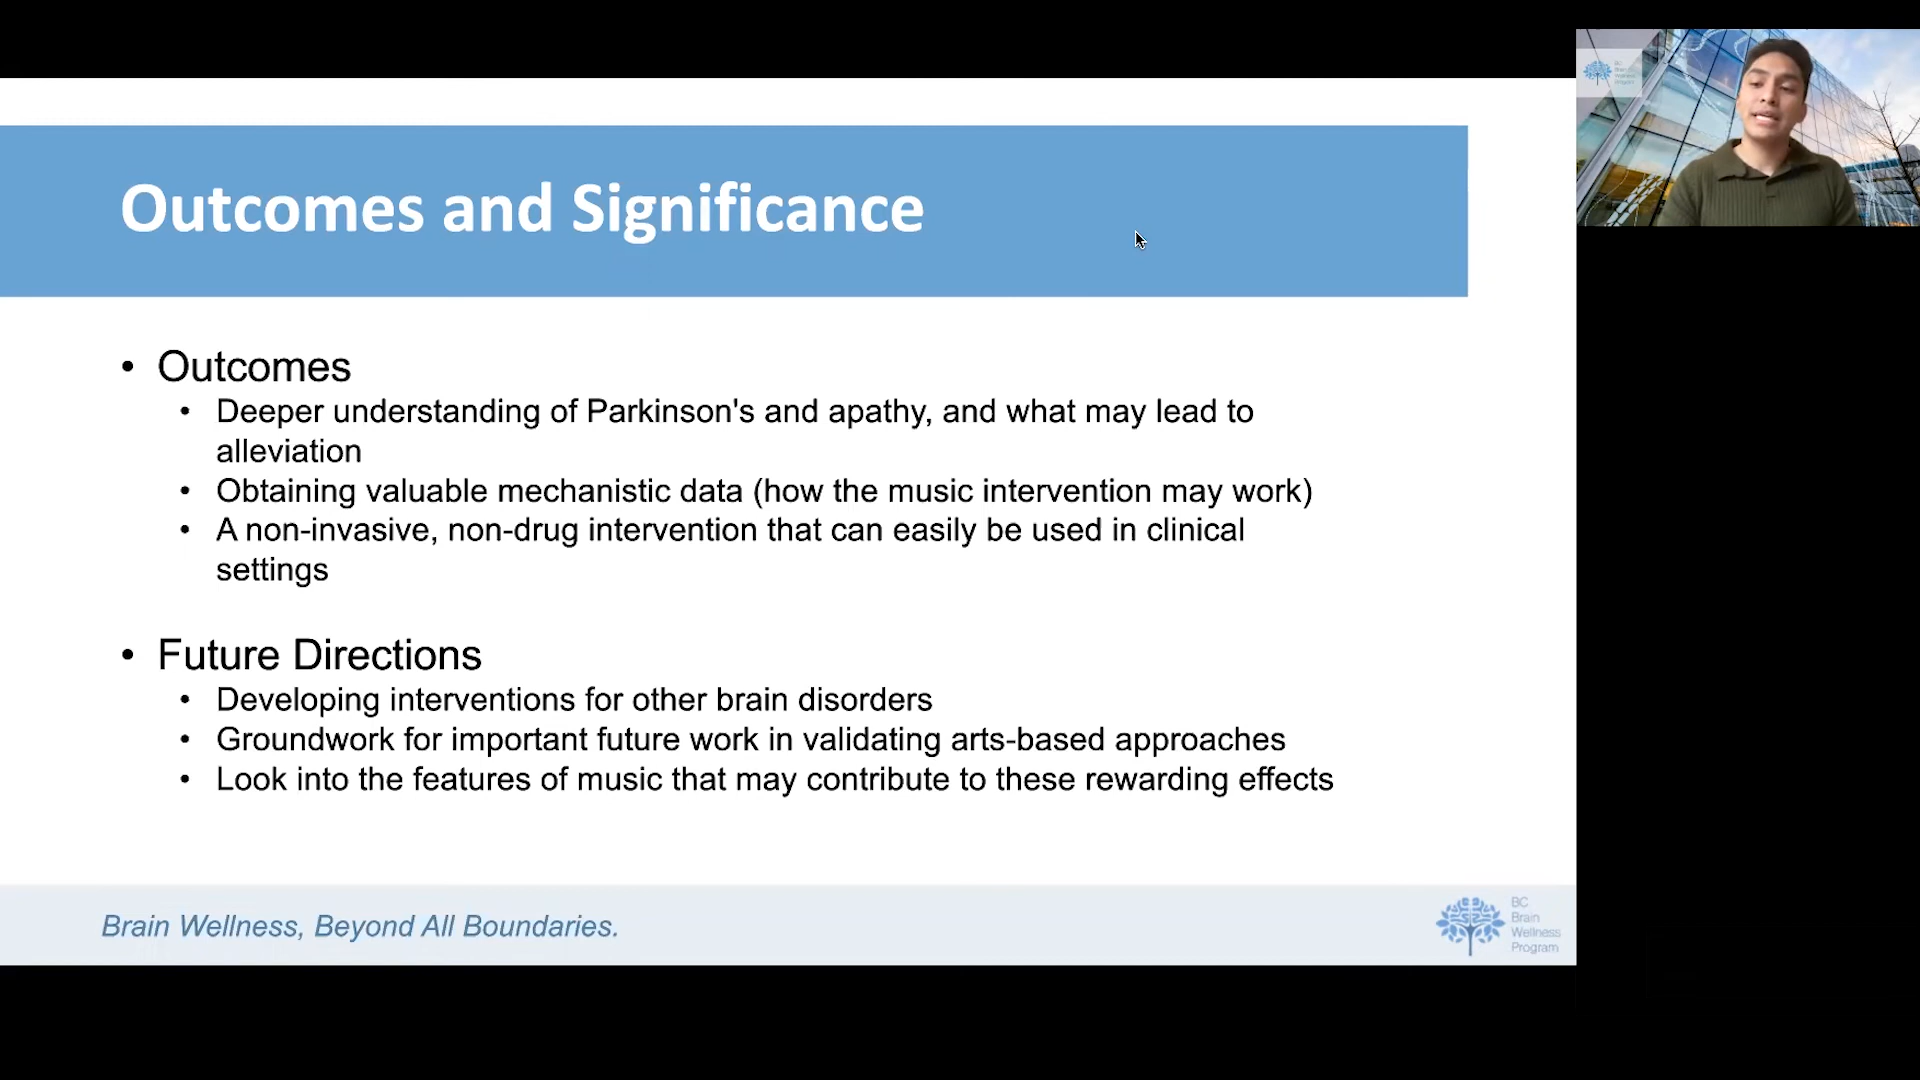 Outcomes and Significance
• Outcomes
• Deeper understanding of Parkinson's and apathy, and what may lead to
alleviation
• Obtaining valuable mechanistic data (how the music intervention may work)
• A non-invasive, non-drug intervention that can easily be used in clinical
settings
• Future Directions
• Developing interventions for other brain disorders
• Groundwork for important future work in validating arts-based approaches
• Look into the features of music that may contribute to these rewarding effects
Brain Wellness, Beyond All Boundaries.
BC
Brain
Wellness
Program
BC
Brain
Wellness
Program